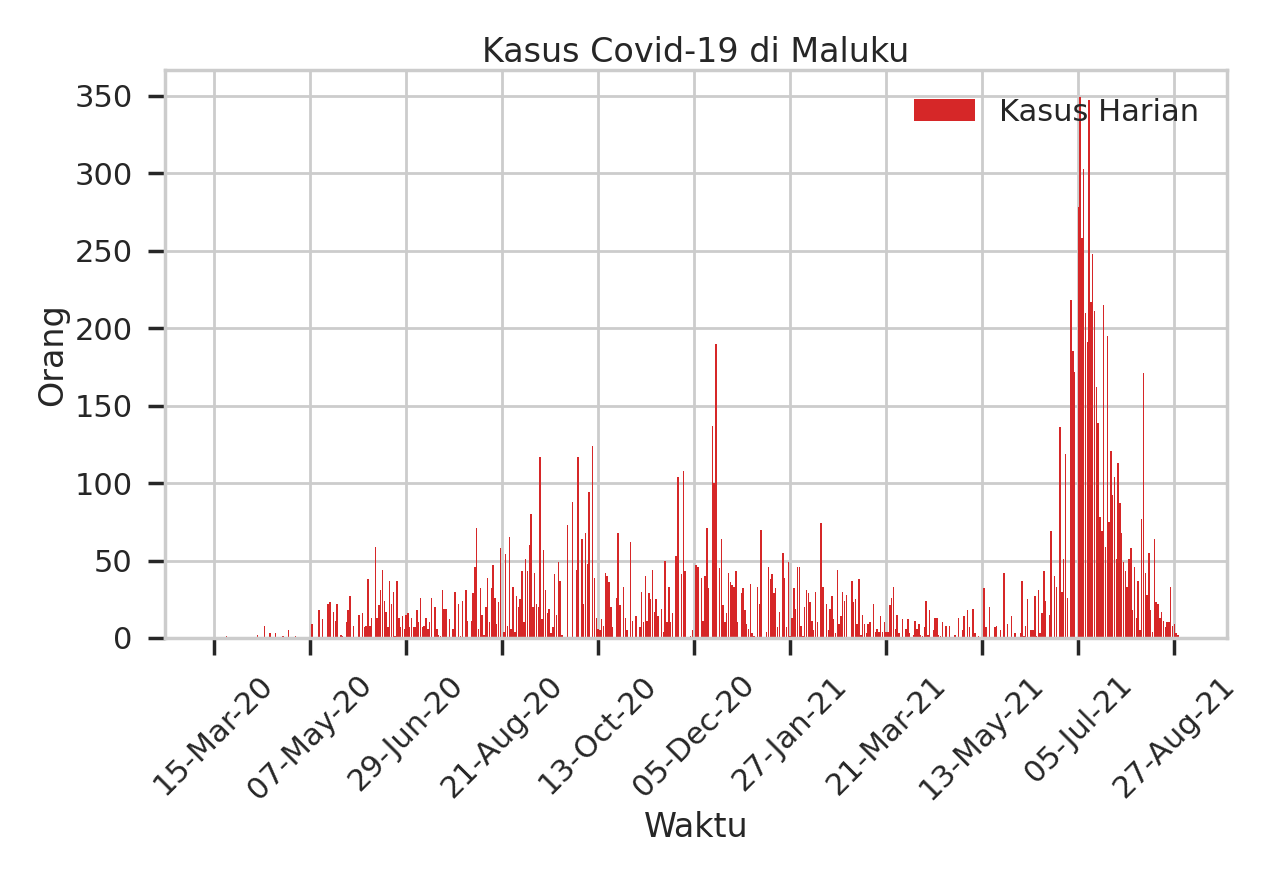 Kasus Covid-19 di Maluku
Kasus Harian
Orang
350
300
250
200
150
100
50
0
15-Mar-20
07-May-20
29-Jun-20
21-Aug-20
13-Oct-20
05-Dec-20
27-Jan-21
21-Mar-21
13-May-21
05-Jul-21
27-Aug-21
Waktu